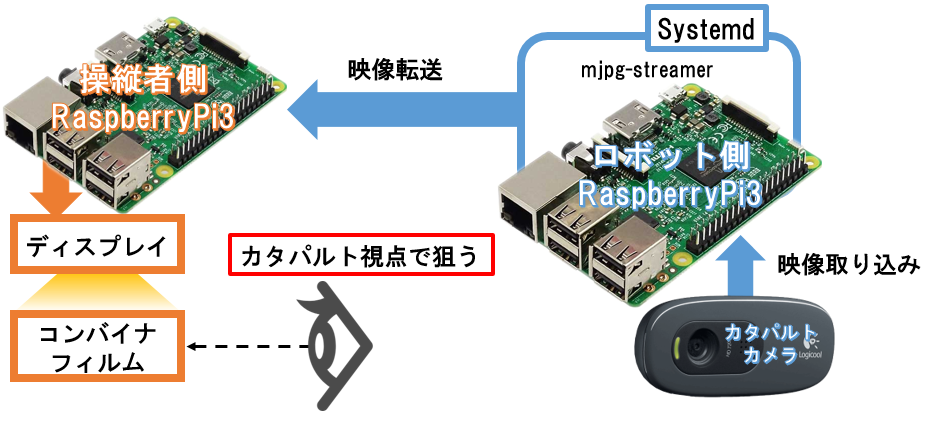 Systemd
mjpg-streamer
映像転送
操縦者側
RaspberryPi3
ロボット側
RaspberryPi3
ディスプレイ
カタパルト視点で狙う
映像取り込み
コンバイナ
フィルム
カタパルト
カメラ
Logicool